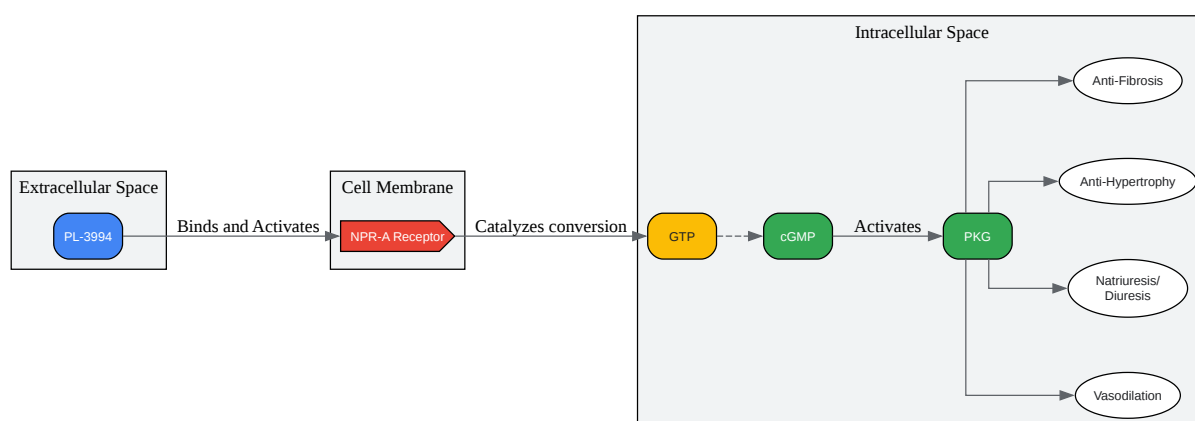 Intracellular Space
Anti-Fibrosis
Extracellular Space
Cell Membrane
Anti-Hypertrophy
PL-3994
Binds and Activates
NPR-A Receptor
Catalyzes conversion
GTP
cGMP
Activates
PKG
Natriuresis/
Diuresis
Vasodilation